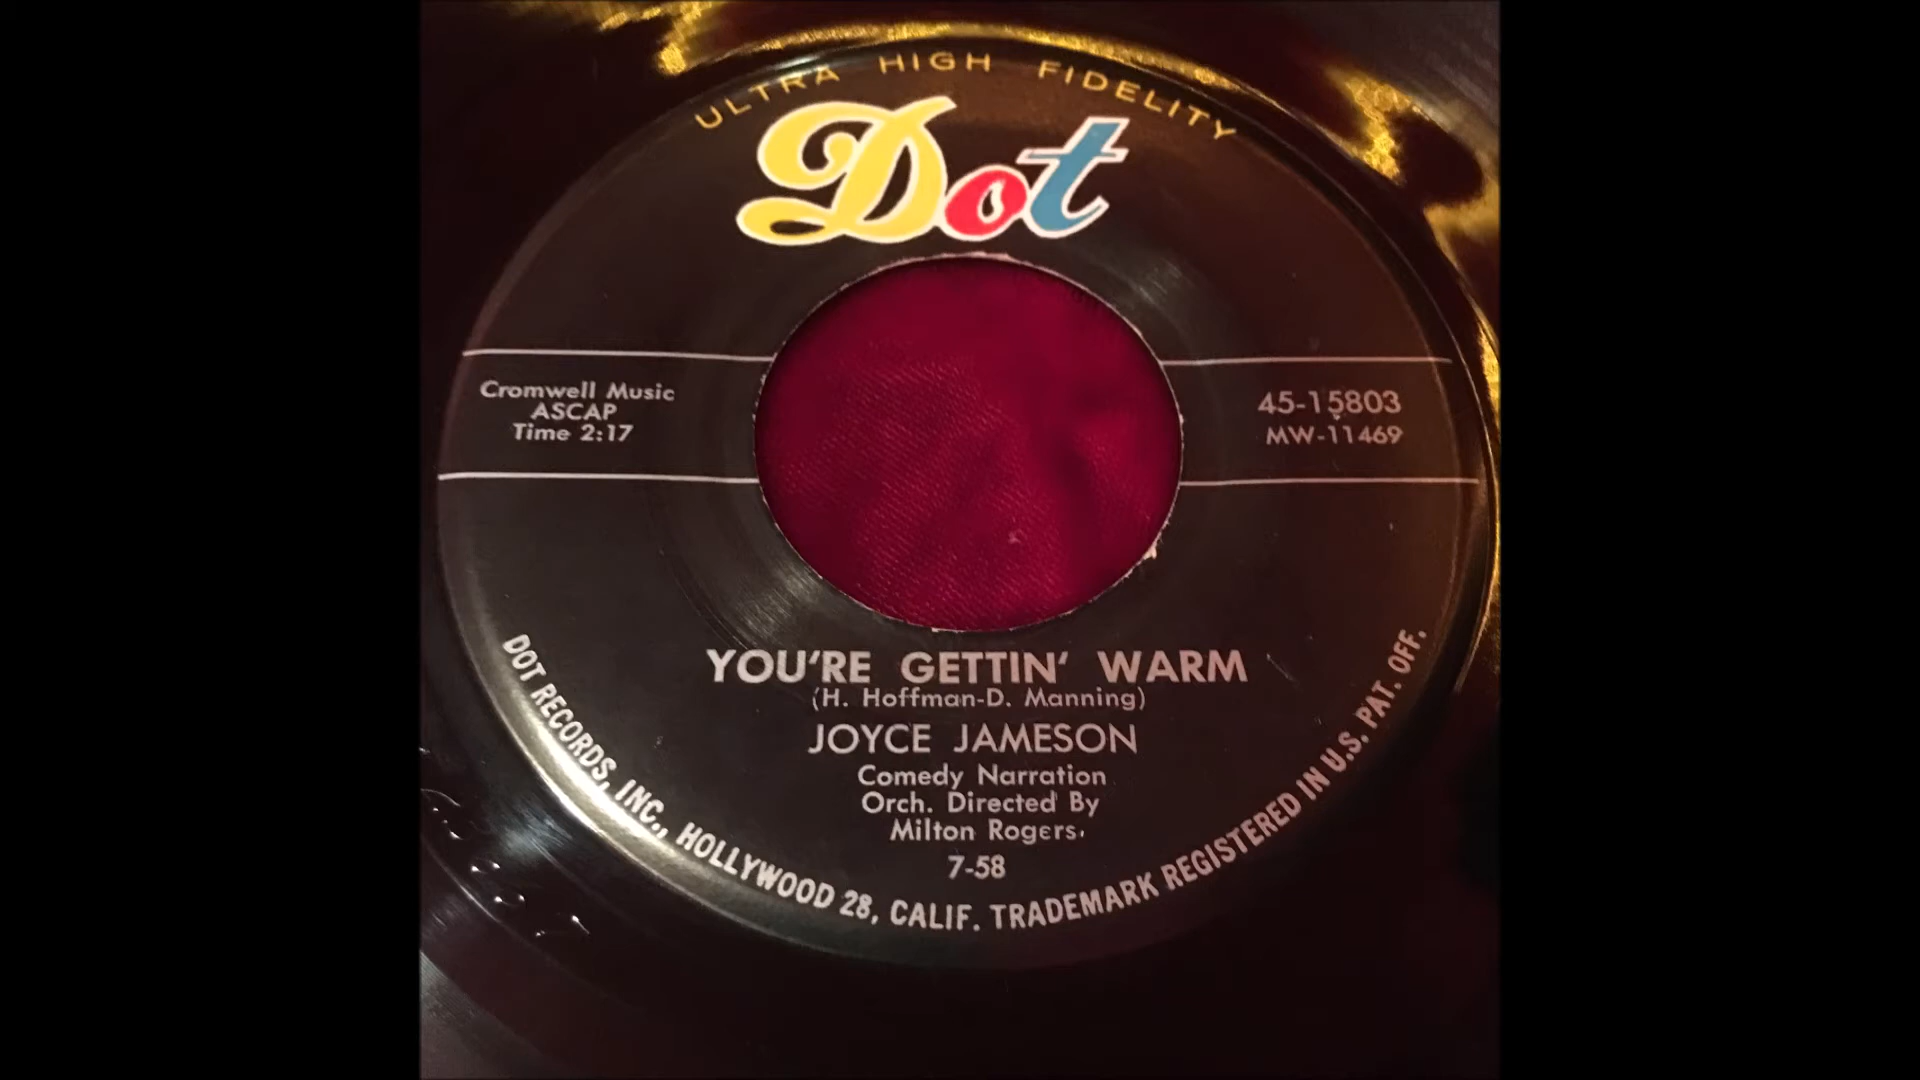 ULTRA HIGH FIDELITY
Dot
Cromwell Music
ASCAP
Time 2:17
45-15803
MW-11469
YOU'RE GETTIN' WARM
(H. Hoffman-D. Manning)
JOYCE JAMESON
Comedy Narration
Orch. Directed By
Milton Rogers.
7-58
DOT RECORDS, INC., HOLLYWOOD 28, CALIF. TRADEMARK REGISTERED IN U.S. PAT. OFF.